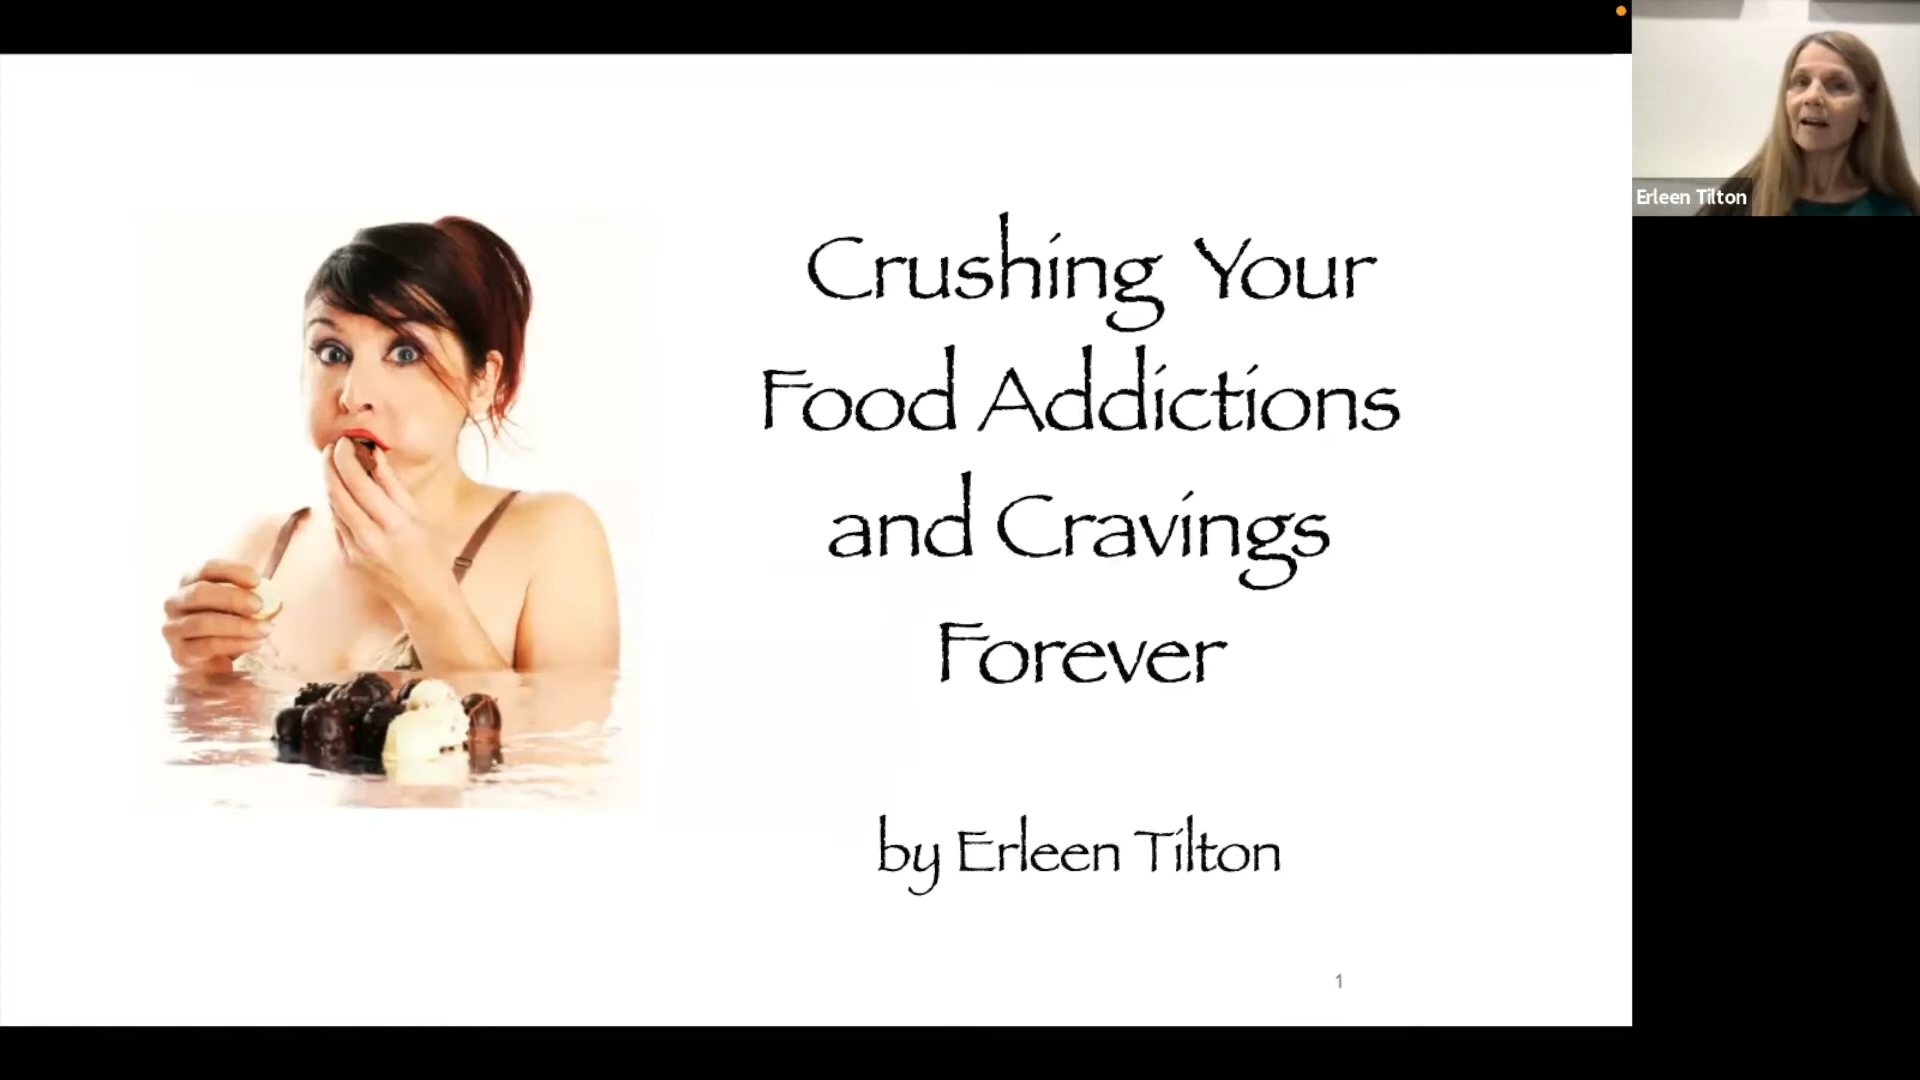 Crushing Your
Food Addictions
and Cravings
Forever
by Erleen Tilton
1
Erleen Tilton